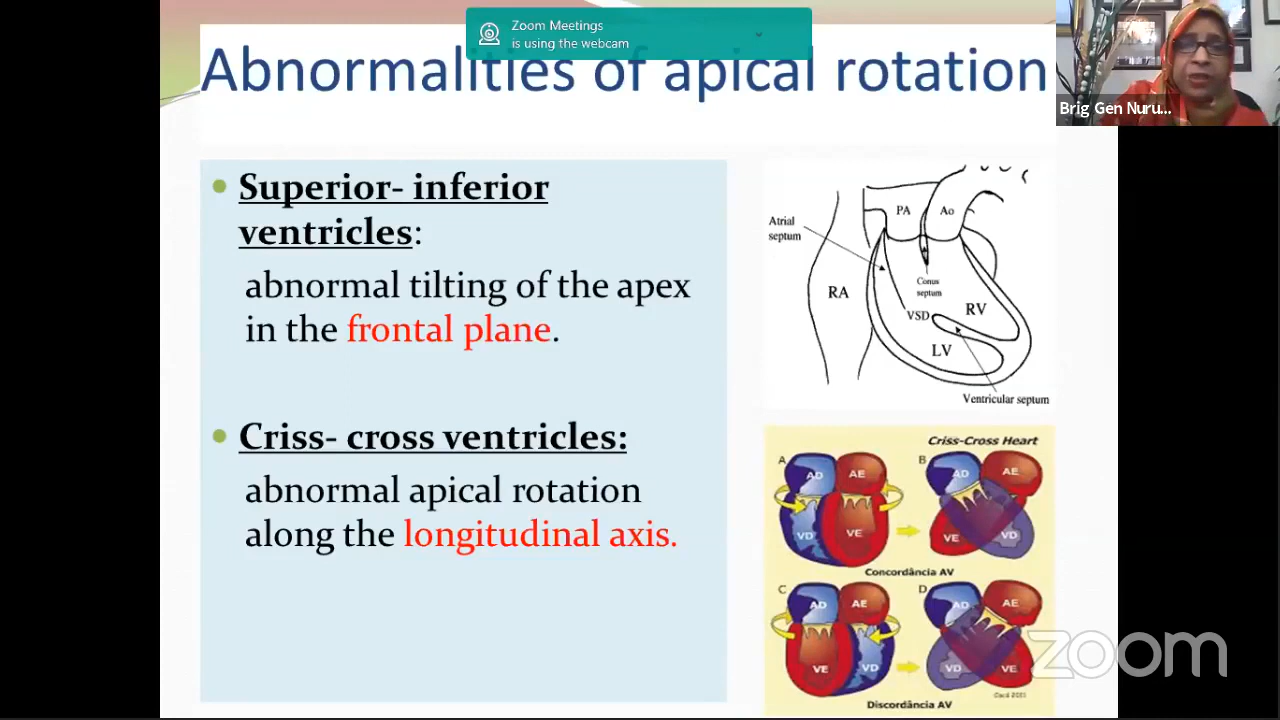 Zoom Meetings
is using the webcam
Abnormalities of apical rotation
Brig Gen Nuru...
Superior- inferior
ventricles:
abnormal tilting of the apex
in the frontal plane.
Criss- cross ventricles:
abnormal apical rotation
along the longitudinal axis.
PA
Ao
Atrial
septum
RA
Conus
septum
VSD
RV
LV
Ventricular septum
Criss-Cross Heart
A
AD
AE
VD
VE
B
AD
AE
VE
VD
Concordância AV
C
AD
AE
VE
VD
D
AD
AE
VD
VE
Discordância AV
zoom